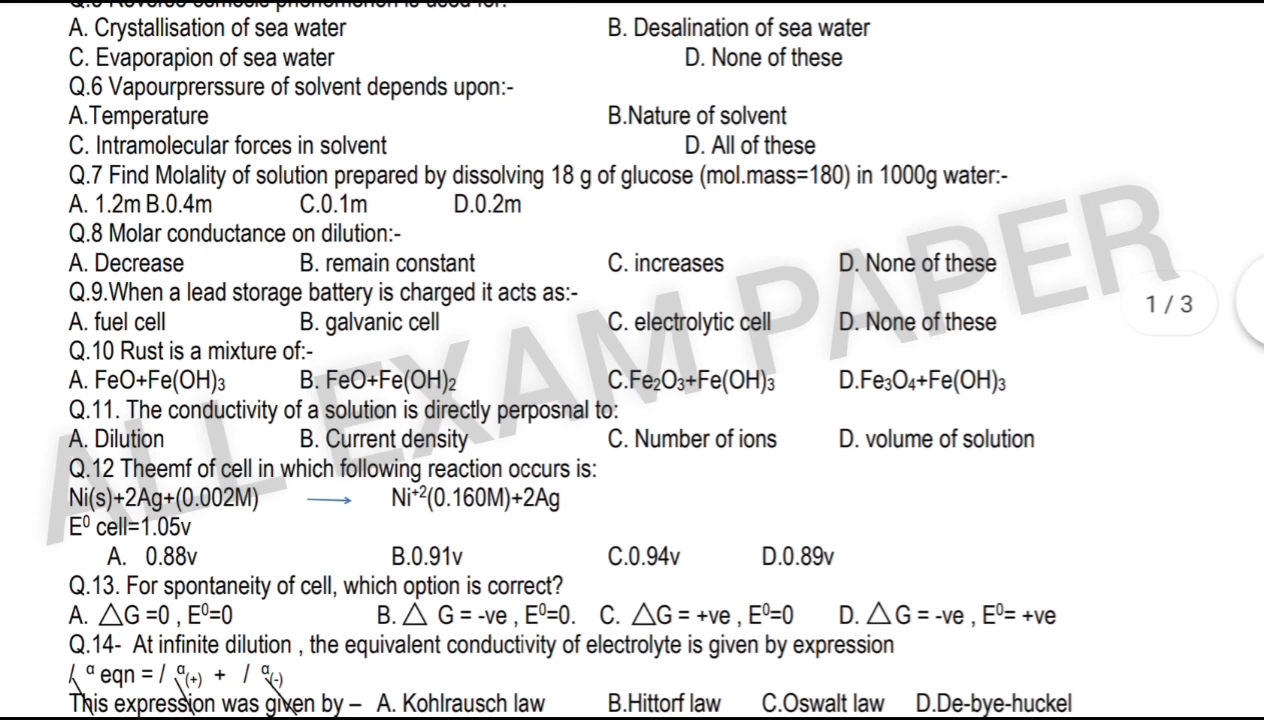 Q.5 Reverse osmosis phenomenon is used for:
A. Crystallisation of sea water B. Desalination of sea water
C. Evaporapion of sea water D. None of these
Q.6 Vapourprerssure of solvent depends upon:-
A.Temperature B.Nature of solvent
C. Intramolecular forces in solvent D. All of these
Q.7 Find Molality of solution prepared by dissolving 18 g of glucose (mol.mass=180) in 1000g water:-
A. 1.2m B.0.4m C.0.1m D.0.2m
Q.8 Molar conductance on dilution:-
A. Decrease B. remain constant C. increases D. None of these
Q.9.When a lead storage battery is charged it acts as:-
1 / 3
A. fuel cell B. galvanic cell C. electrolytic cell D. None of these
Q.10 Rust is a mixture of:-
A. FeO+Fe(OH)₃ B. FeO+Fe(OH)₂ C.Fe₂O₃+Fe(OH)₃ D.Fe₃O₄+Fe(OH)₃
Q.11. The conductivity of a solution is directly perposnal to:
A. Dilution B. Current density C. Number of ions D. volume of solution
Q.12 Theemf of cell in which following reaction occurs is:
Ni(s)+2Ag+(0.002M) → Ni⁺²(0.160M)+2Ag
E⁰ cell=1.05v
A. 0.88v B.0.91v C.0.94v D.0.89v
Q.13. For spontaneity of cell, which option is correct?
A. △G =0 , E⁰=0 B. △ G = -ve , E⁰=0. C. △G = +ve , E⁰=0 D. △G = -ve , E⁰= +ve
Q.14- At infinite dilution , the equivalent conductivity of electrolyte is given by expression
α eqn = / α(+) + / α(-)
This expression was given by – A. Kohlrausch law B.Hittorf law C.Oswalt law D.De-bye-huckel
ALL EXAM PAPER